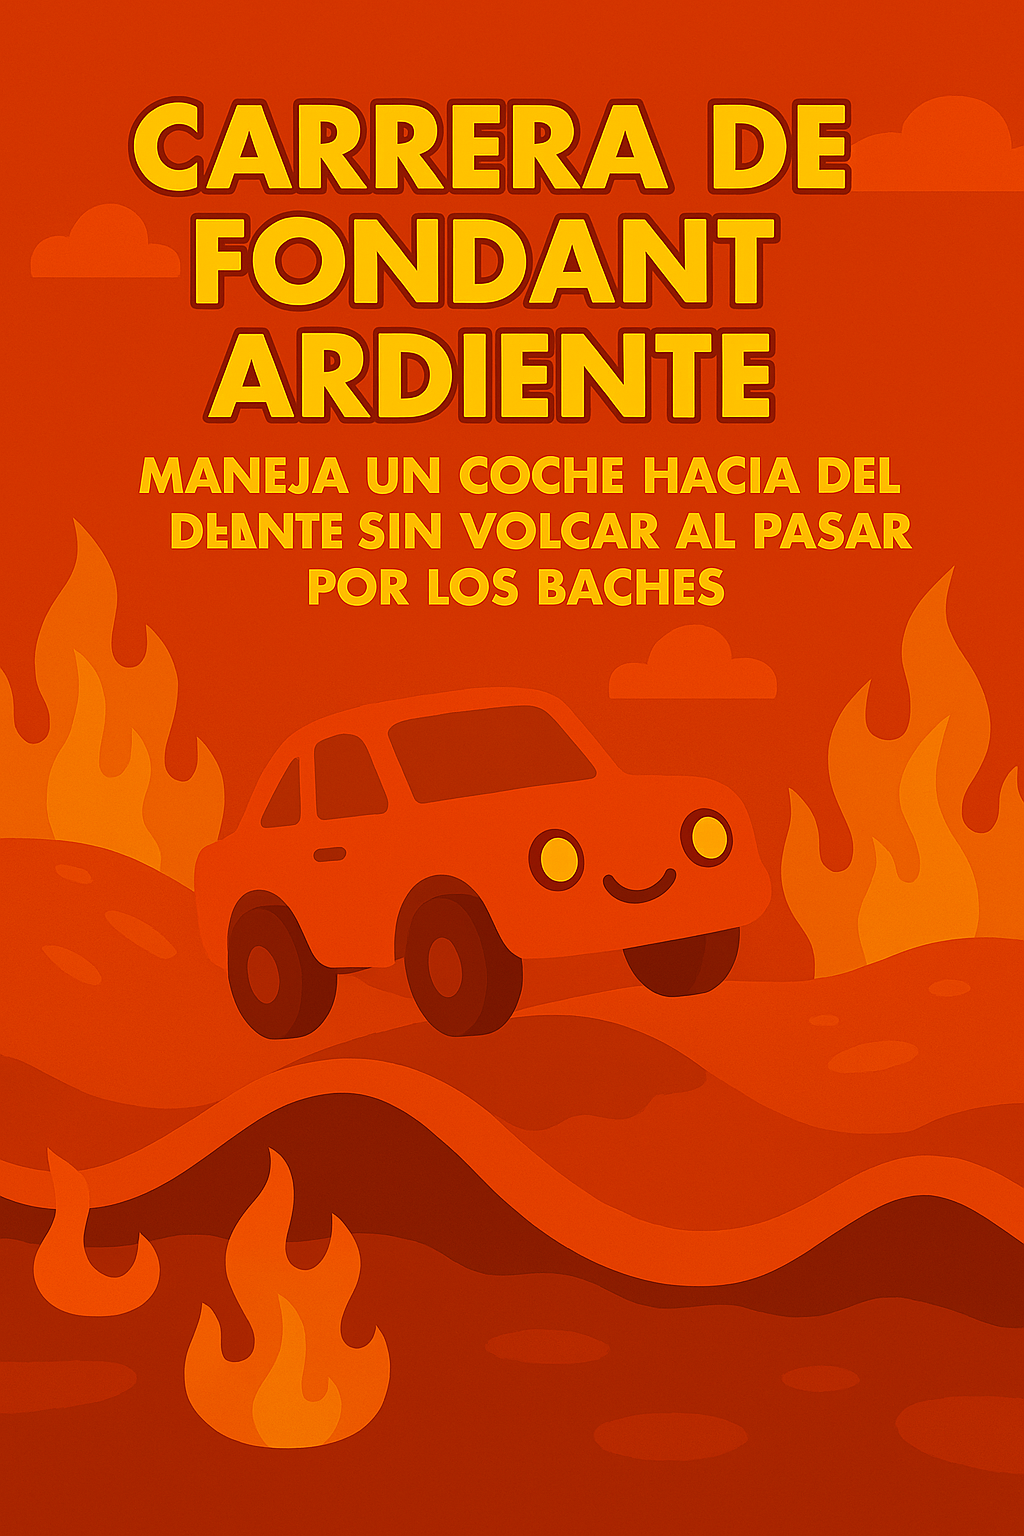 CARRERA DE
FONDANT
ARDIENTE
MANEJA UN COCHE HACIA DEL
SIN VOLCAR AL PASAR
POR LOS BACHES